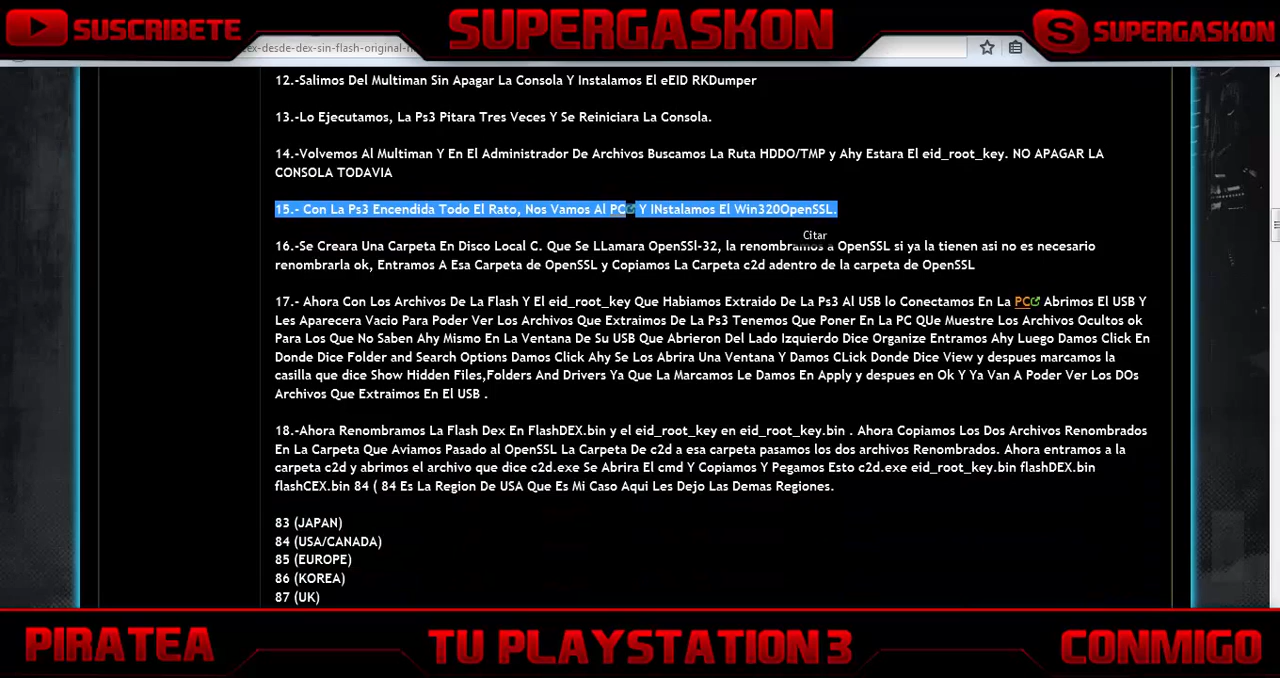 SUSCRIBETE
SUPERGASKON
SUPERGASKON
ex-desde-dex-sin-flash-original-
12.-Salimos Del Multiman Sin Apagar La Consola Y Instalamos El eEID RKDumper
13.-Lo Ejecutamos, La Ps3 Pitara Tres Veces Y Se Reiniciara La Consola.
14.-Volvemos Al Multiman Y En El Administrador De Archivos Buscamos La Ruta HDDO/TMP y Ahy Estara El eid_root_key. NO APAGAR LA
CONSOLA TODAVIA
15.- Con La Ps3 Encendida Todo El Rato, Nos Vamos Al PC Y INstalamos El Win32OOpenSSL.
Citar
16.-Se Creara Una Carpeta En Disco Local C. Que Se LLamara OpenSSl-32, la renombramos a OpenSSL si ya la tienen asi no es necesario
renombrarla ok, Entramos A Esa Carpeta de OpenSSL y Copiamos La Carpeta c2d adentro de la carpeta de OpenSSL
17.- Ahora Con Los Archivos De La Flash Y El eid_root_key Que Habiamos Extraido De La Ps3 Al USB lo Conectamos En La PC Abrimos El USB Y
Les Aparecera Vacio Para Poder Ver Los Archivos Que Extraimos De La Ps3 Tenemos Que Poner En La PC QUe Muestre Los Archivos Ocultos ok
Para Los Que No Saben Ahy Mismo En La Ventana De Su USB Que Abrieron Del Lado Izquierdo Dice Organize Entramos Ahy Luego Damos Click En
Donde Dice Folder and Search Options Damos Click Ahy Se Los Abrira Una Ventana Y Damos CLick Donde Dice View y despues marcamos la
casilla que dice Show Hidden Files,Folders And Drivers Ya Que La Marcamos Le Damos En Apply y despues en Ok Y Ya Van A Poder Ver Los DOs
Archivos Que Extraimos En El USB .
18.-Ahora Renombramos La Flash Dex En FlashDEX.bin y el eid_root_key en eid_root_key.bin . Ahora Copiamos Los Dos Archivos Renombrados
En La Carpeta Que Aviamos Pasado al OpenSSL La Carpeta De c2d a esa carpeta pasamos los dos archivos Renombrados. Ahora entramos a la
carpeta c2d y abrimos el archivo que dice c2d.exe Se Abrira El cmd Y Copiamos Y Pegamos Esto c2d.exe eid_root_key.bin flashDEX.bin
flashCEX.bin 84 ( 84 Es La Region De USA Que Es Mi Caso Aqui Les Dejo Las Demas Regiones.
83 (JAPAN)
84 (USA/CANADA)
85 (EUROPE)
86 (KOREA)
87 (UK)
PIRATEA
TU PLAYSTATION 3
CONMIGO